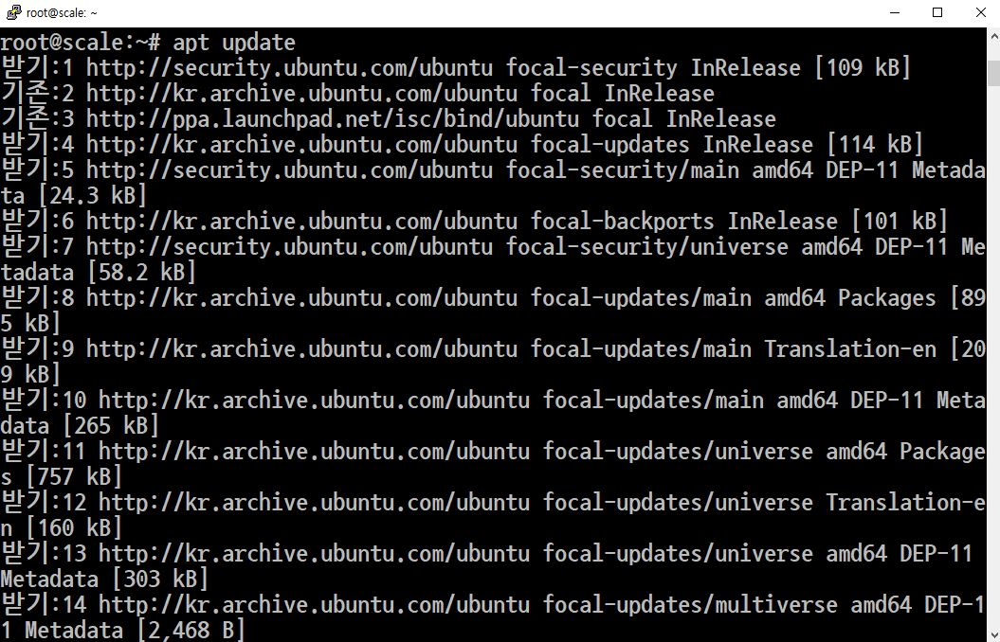 root@scale: ~
root@scale:~# apt update
받기:1 http://security.ubuntu.com/ubuntu focal-security InRelease [109 kB]
기존:2 http://kr.archive.ubuntu.com/ubuntu focal InRelease
기존:3 http://ppa.launchpad.net/isc/bind/ubuntu focal InRelease
받기:4 http://kr.archive.ubuntu.com/ubuntu focal-updates InRelease [114 kB]
받기:5 http://security.ubuntu.com/ubuntu focal-security/main amd64 DEP-11 Metada
ta [24.3 kB]
받기:6 http://kr.archive.ubuntu.com/ubuntu focal-backports InRelease [101 kB]
받기:7 http://security.ubuntu.com/ubuntu focal-security/universe amd64 DEP-11 Me
tadata [58.2 kB]
받기:8 http://kr.archive.ubuntu.com/ubuntu focal-updates/main amd64 Packages [89
5 kB]
받기:9 http://kr.archive.ubuntu.com/ubuntu focal-updates/main Translation-en [20
9 kB]
받기:10 http://kr.archive.ubuntu.com/ubuntu focal-updates/main amd64 DEP-11 Meta
data [265 kB]
받기:11 http://kr.archive.ubuntu.com/ubuntu focal-updates/universe amd64 Package
s [757 kB]
받기:12 http://kr.archive.ubuntu.com/ubuntu focal-updates/universe Translation-e
n [160 kB]
받기:13 http://kr.archive.ubuntu.com/ubuntu focal-updates/universe amd64 DEP-11
Metadata [303 kB]
받기:14 http://kr.archive.ubuntu.com/ubuntu focal-updates/multiverse amd64 DEP-1
1 Metadata [2,468 B]